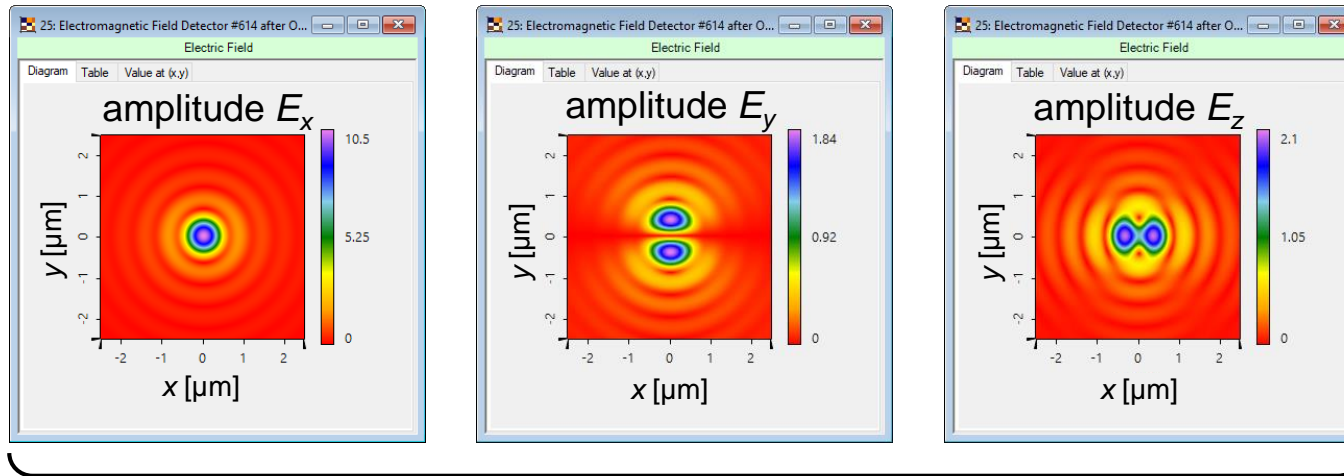 25: Electromagnetic Field Detector #614 after O...
Electric Field
Diagram Table Value at (x,y)
amplitude Ex
10.5
5.25
0
2
1
0
-1
-2
y [µm]
-2 -1 0 1 2
x [µm]
25: Electromagnetic Field Detector #614 after O...
Electric Field
Diagram Table Value at (x,y)
amplitude Ey
1.84
0.92
0
2
1
0
-1
-2
y [µm]
-2 -1 0 1 2
x [µm]
25: Electromagnetic Field Detector #614 after O...
Electric Field
Diagram Table Value at (x,y)
amplitude Ez
2.1
1.05
0
2
1
0
-1
-2
y [µm]
-2 -1 0 1 2
x [µm]